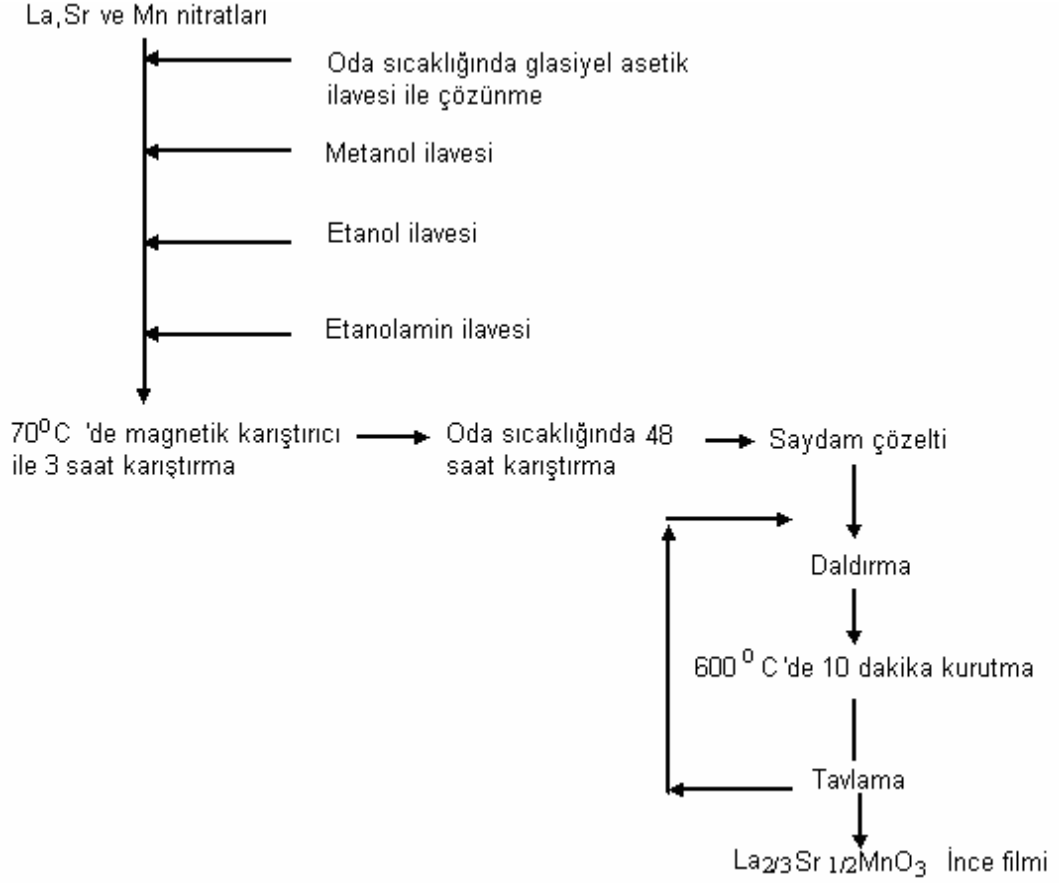 La,Sr ve Mn nitratları
Oda sıcaklığında glasiyel asetik
ilavesi ile çözünme
Metanol ilavesi
Etanol ilavesi
Etanolamin ilavesi
70⁰C 'de magnetik karıştırıcı
ile 3 saat karıştırma
Oda sıcaklığında 48
saat karıştırma
Saydam çözelti
Daldırma
600 ⁰ C'de 10 dakika kurutma
Tavlama
La₂/₃Sr ₁/₂MnO₃ İnce filmi